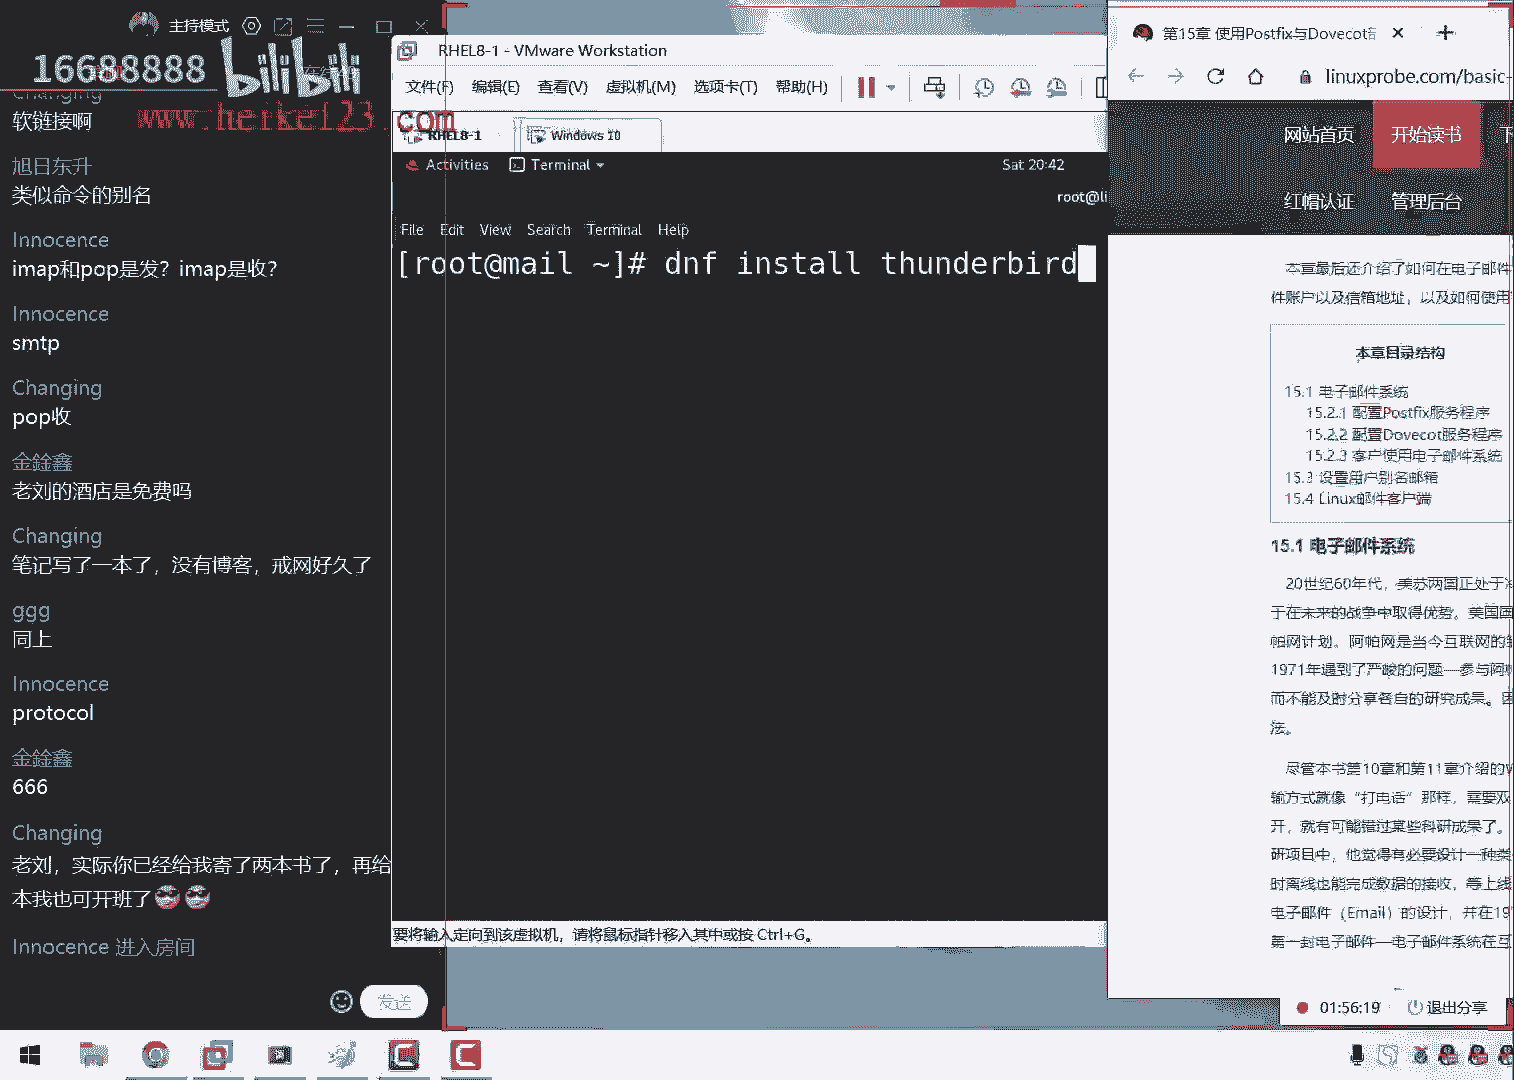 主持模式
16688888
bilibili
www.heike123.com
Changing
软链接啊
旭日东升
类似命令的别名
Innocence
imap和pop是发？imap是收？
Innocence
smtp
Changing
pop收
金錀鑫
老刘的酒店是免费吗
Changing
笔记写了一本了，没有博客，戒网好久了
ggg
同上
Innocence
protocol
金錀鑫
666
Changing
老刘，实际你已经给我寄了两本书了，再给
本我也可开班了
Innocence 进入房间
发送
RHEL8-1 - VMware Workstation
文件(F) 编辑(E) 查看(V) 虚拟机(M) 选项卡(T) 帮助(H)
RHEL8-1 Windows 10
Activities Terminal Sat 20:42
root@li
File Edit View Search Terminal Help
[root@mail ~]# dnf install thunderbird
要将输入定向到该虚拟机，请将鼠标指针移入其中或按 Ctrl+G。
第15章 使用Postfix与Dovecot
linuxprobe.com/basic-
网站首页 开始读书
红帽认证 管理后台
本章最后还介绍了如何在电子邮件
件账户以及信箱地址，以及如何使用
本章目录结构
15.1 电子邮件系统
15.2.1 配置Postfix服务程序
15.2.2 配置Dovecot服务程序
15.2.3 客户使用电子邮件系统
15.3 设置用户别名邮箱
15.4 Linux邮件客户端
15.1 电子邮件系统
20世纪60年代，美苏两国正处于
于在未来的战争中取得优势。美国国
帕网计划。阿帕网是当今互联网的
1971年遇到了严峻的问题—参与阿
而不能及时分享各自的研究成果。因
法。
尽管本书第10章和第11章介绍的V
输方式就像“打电话”那样，需要双
开，就有可能错过某些科研成果了。
研项目中，他觉得有必要设计一种类
时离线也能完成数据的接收，等上线
电子邮件（Email）的设计，并在19
第一封电子邮件—电子邮件系统在互
01:56:19 退出分享